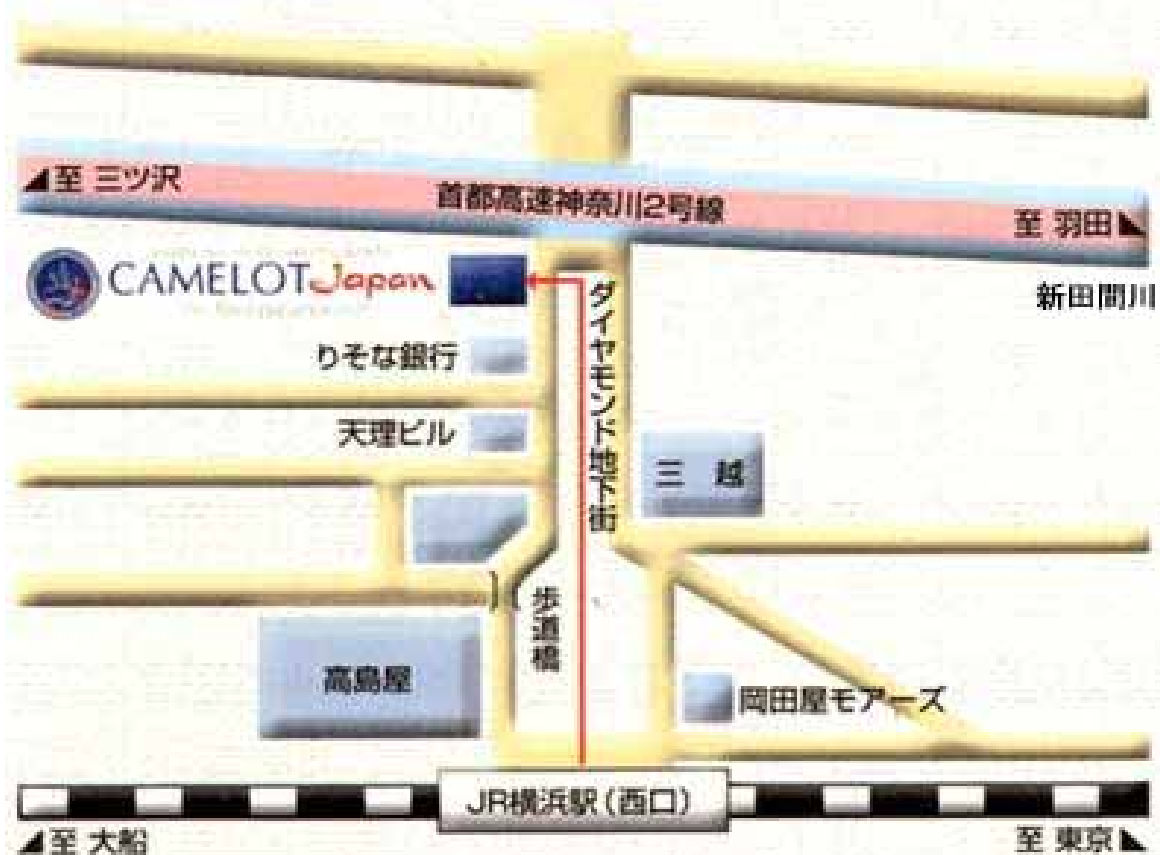 至 三ツ沢
首都高速神奈川2号線
至 羽田
新田間川
CAMELOT Japan
ダイヤモンド地下街
りそな銀行
天理ビル
三 越
歩道橋
高島屋
岡田屋モアーズ
JR横浜駅(西口)
至 大船
至 東京